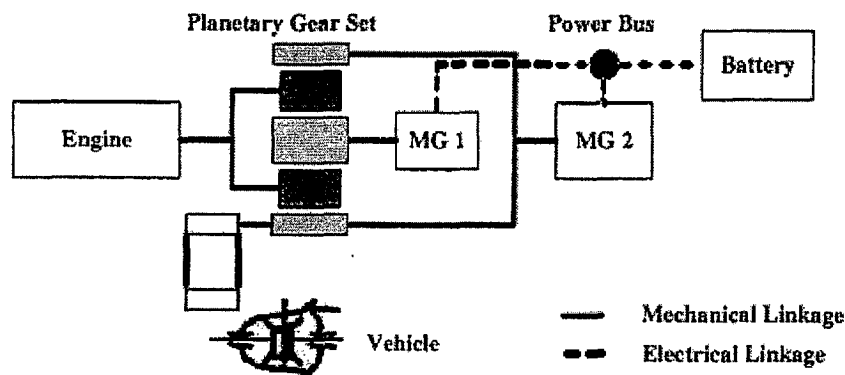 Planetary Gear Set
Power Bus
Battery
Engine
MG 1
MG 2
Vehicle
Mechanical Linkage
Electrical Linkage